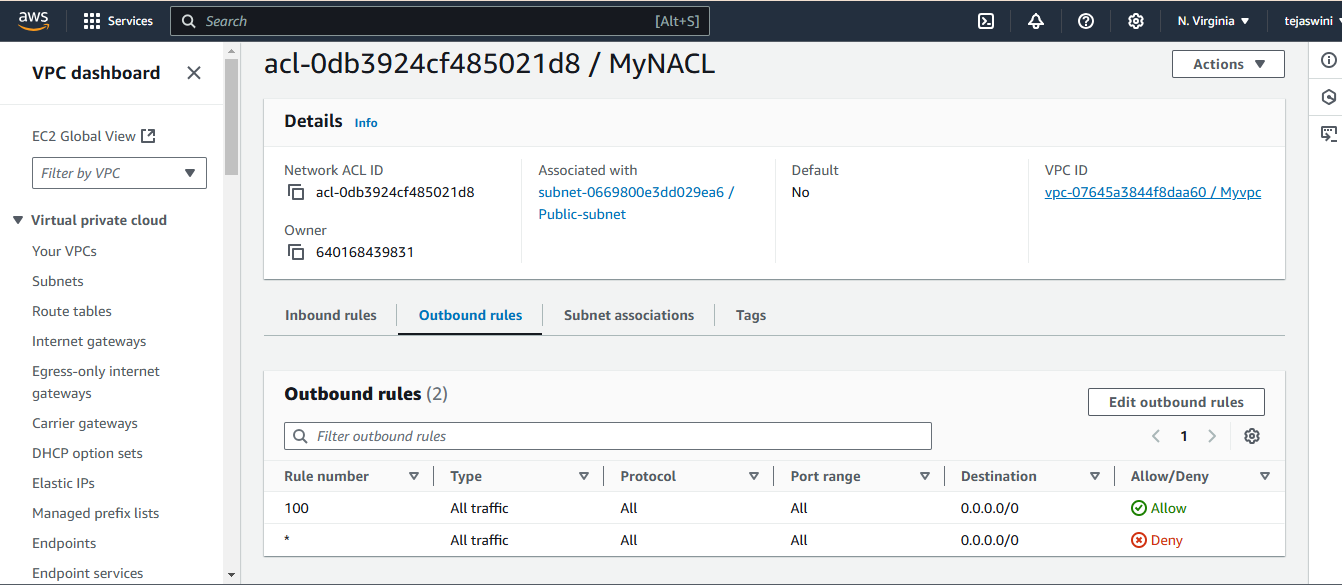 aws Services Search [Alt+S] N. Virginia tejaswini
VPC dashboard
EC2 Global View
Filter by VPC
Virtual private cloud
Your VPCs
Subnets
Route tables
Internet gateways
Egress-only internet
gateways
Carrier gateways
DHCP option sets
Elastic IPs
Managed prefix lists
Endpoints
Endpoint services
acl-0db3924cf485021d8 / MyNACL
Actions
Details Info
Network ACL ID
acl-0db3924cf485021d8
Owner
640168439831
Associated with
subnet-0669800e3dd029ea6 /
Public-subnet
Default
No
VPC ID
vpc-07645a3844f8daa60 / Myvpc
Inbound rules Outbound rules Subnet associations Tags
Outbound rules (2)
Edit outbound rules
Filter outbound rules
1
Rule number Type Protocol Port range Destination Allow/Deny
100 All traffic All All 0.0.0.0/0 Allow
* All traffic All All 0.0.0.0/0 Deny